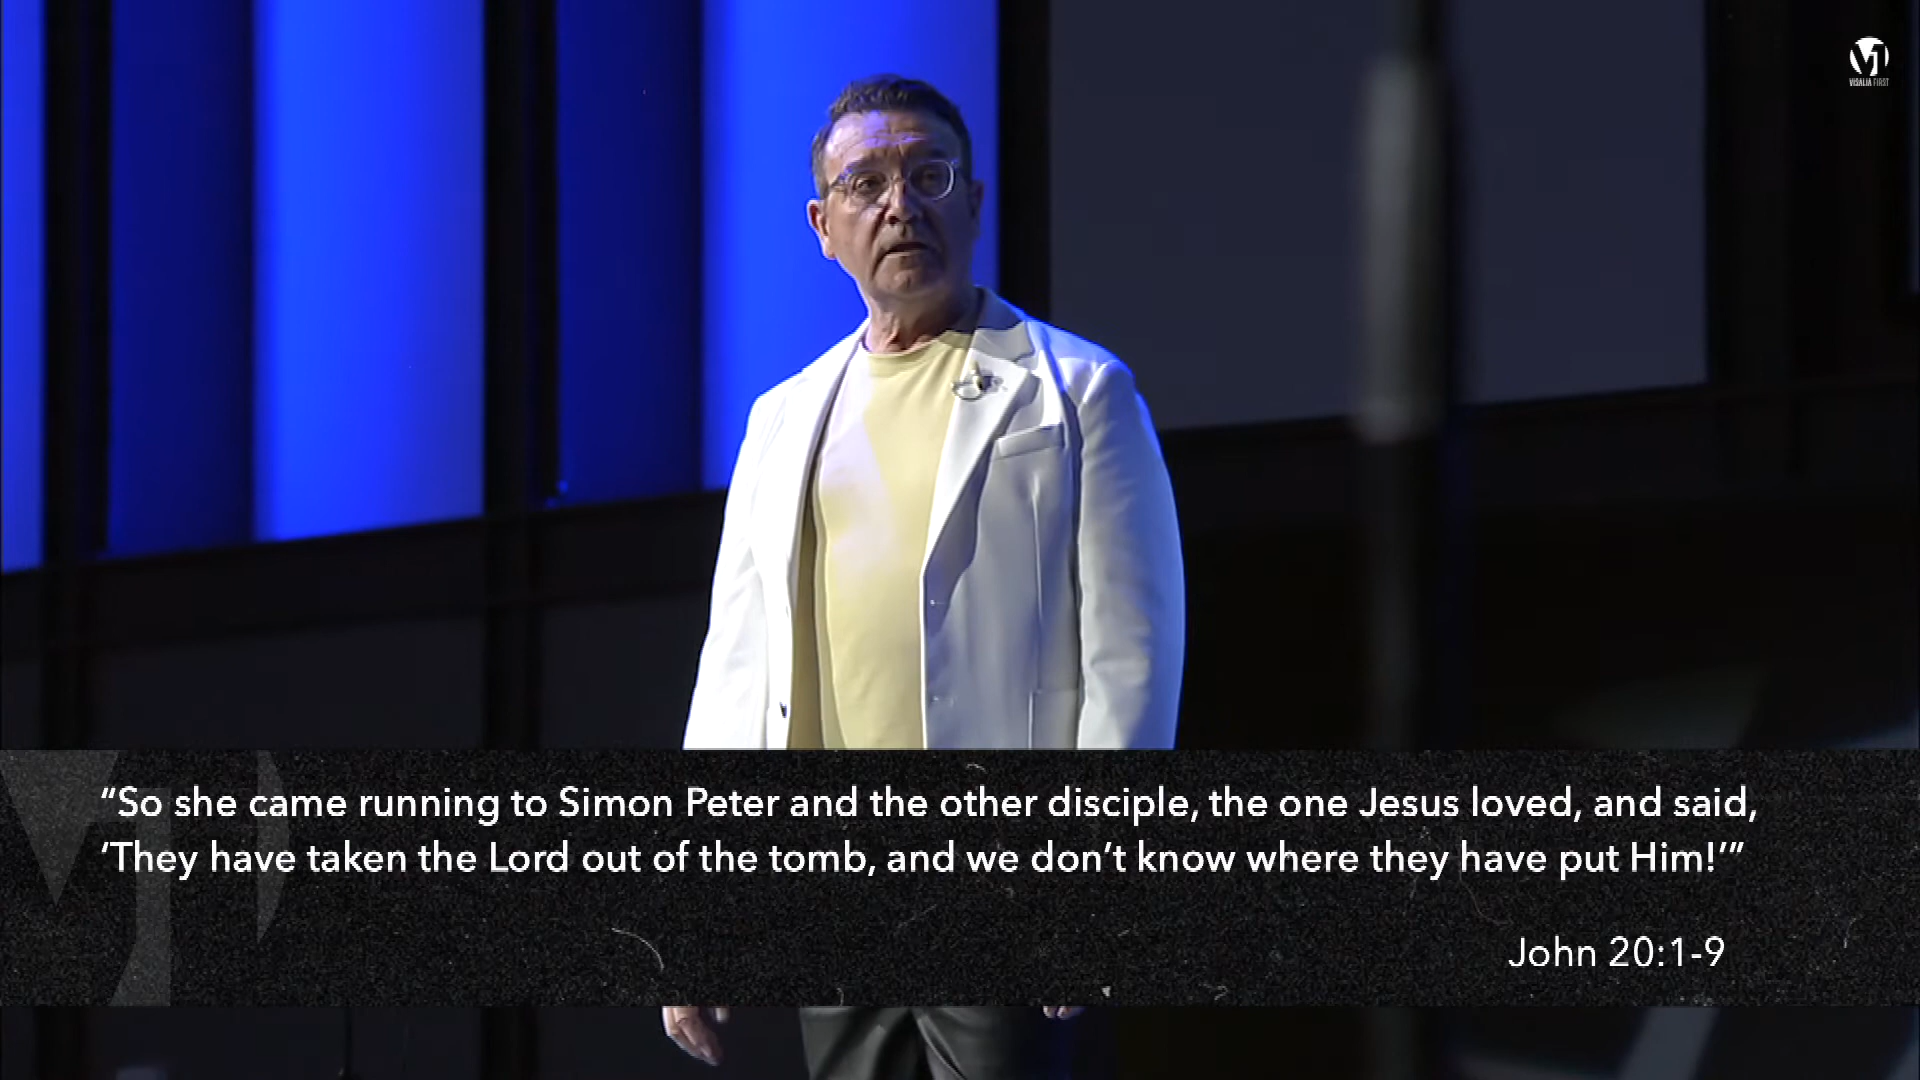 VISALIA FIRST
“So she came running to Simon Peter and the other disciple, the one Jesus loved, and said,
‘They have taken the Lord out of the tomb, and we don’t know where they have put Him!’”
John 20:1-9